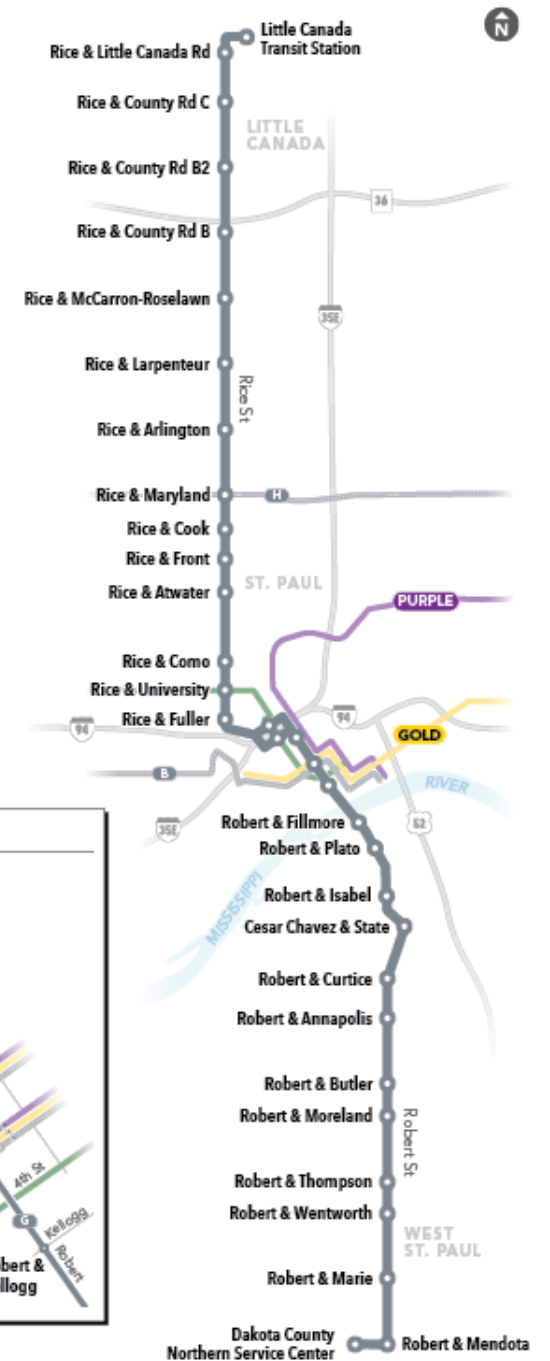 N
Little Canada
Transit Station
Rice & Little Canada Rd
Rice & County Rd C
LITTLE
CANADA
Rice & County Rd B2
36
Rice & County Rd B
Rice & McCarron-Roselawn
35E
Rice & Larpenteur
Rice St
Rice & Arlington
Rice & Maryland
H
Rice & Cook
Rice & Front
Rice & Atwater
ST. PAUL
PURPLE
Rice & Como
Rice & University
Rice & Fuller
94
94
GOLD
B
RIVER
35E
52
Robert & Fillmore
Robert & Plato
MISSISSIPPI
Robert & Isabel
Cesar Chavez & State
Robert & Curtice
Robert & Annapolis
Robert & Butler
Robert & Moreland
Robert St
Robert & Thompson
4th St
Robert & Wentworth
G
Kellogg
WEST
ST. PAUL
Robert
bert &
llogg
Robert & Marie
Dakota County
Northern Service Center
Robert & Mendota